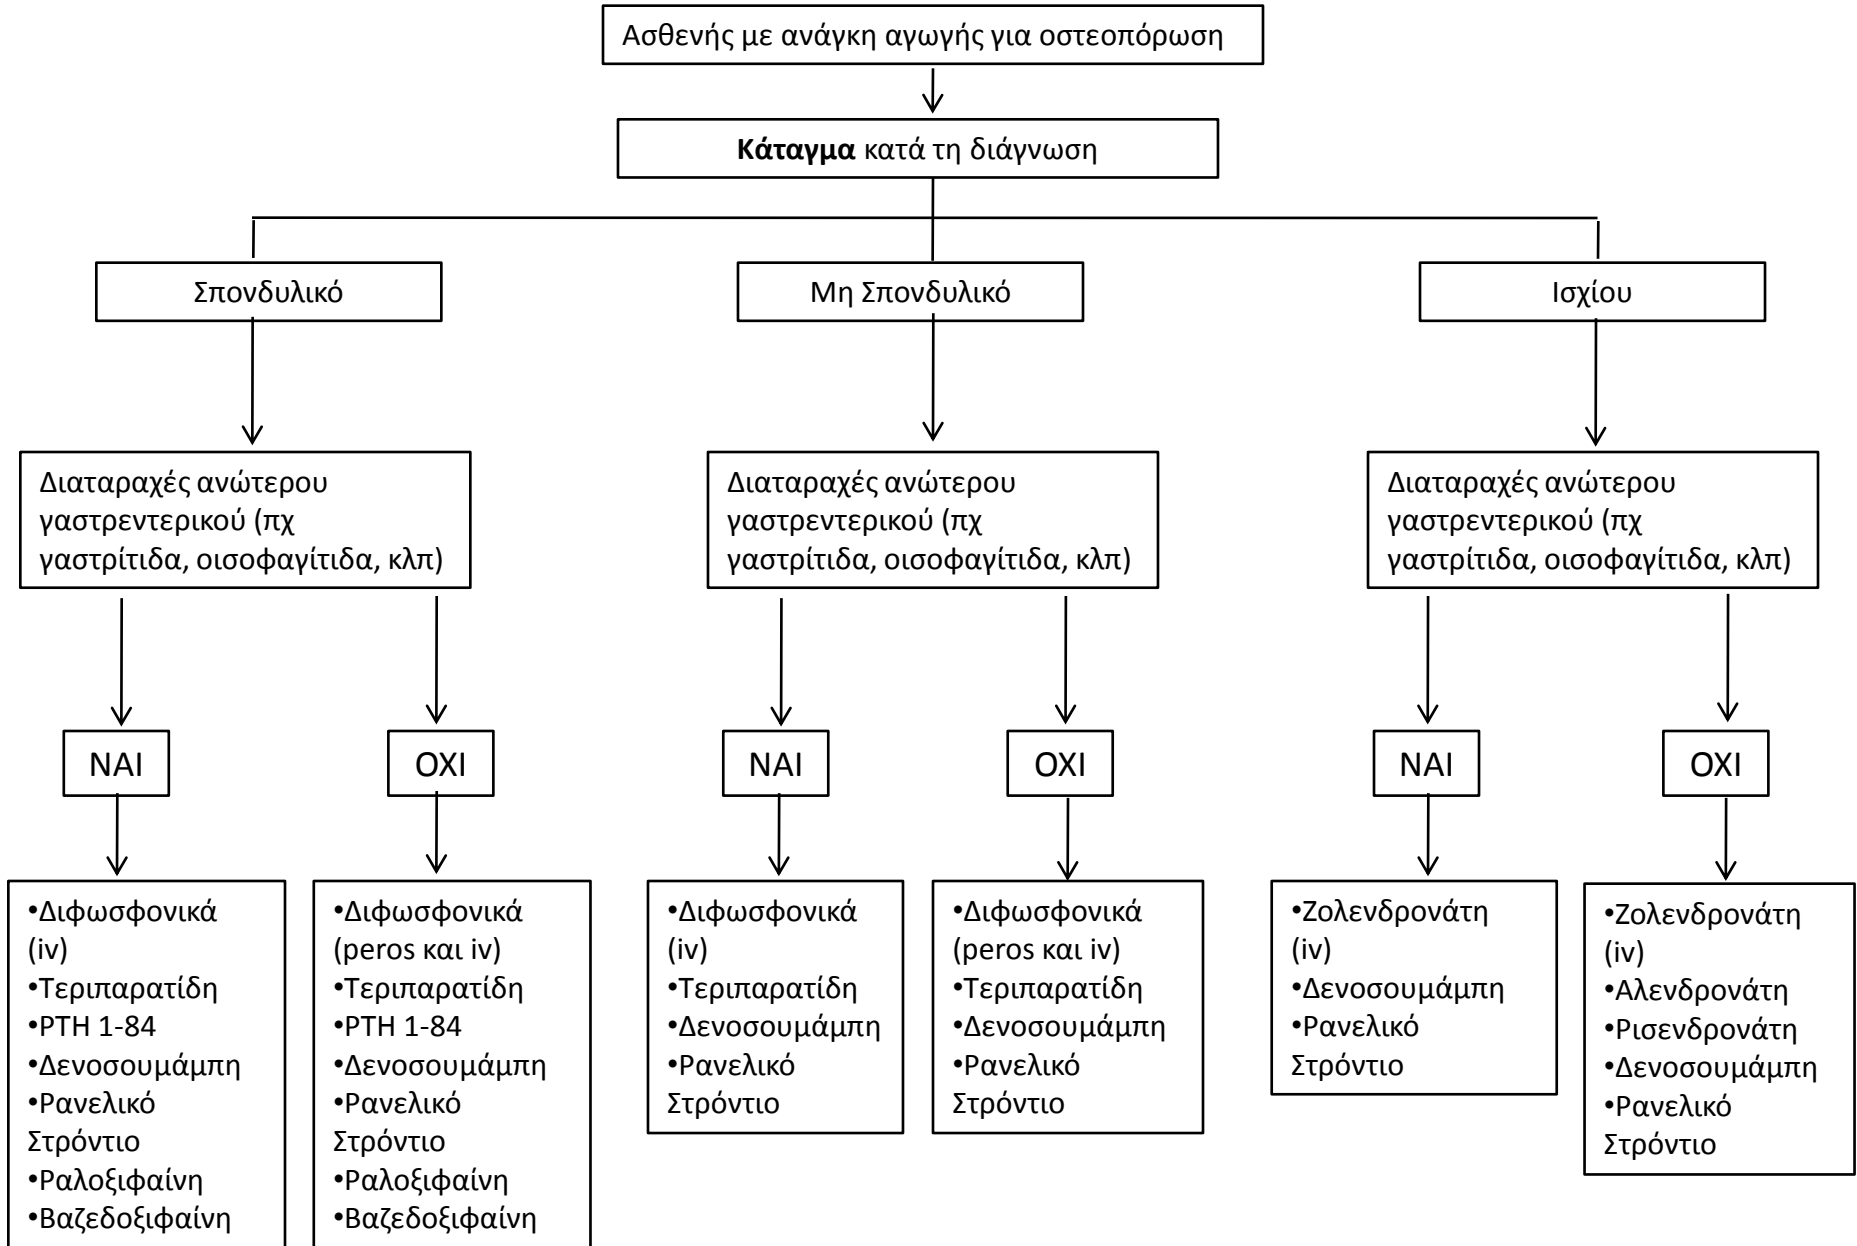 Ασθενής με ανάγκη αγωγής για οστεοπόρωση
Κάταγμα κατά τη διάγνωση
Σπονδυλικό
Μη Σπονδυλικό
Ισχίου
Διαταραχές ανώτερου
γαστρεντερικού (πχ
γαστρίτιδα, οισοφαγίτιδα, κλπ)
Διαταραχές ανώτερου
γαστρεντερικού (πχ
γαστρίτιδα, οισοφαγίτιδα, κλπ)
Διαταραχές ανώτερου
γαστρεντερικού (πχ
γαστρίτιδα, οισοφαγίτιδα, κλπ)
ΝΑΙ
ΟΧΙ
ΝΑΙ
ΟΧΙ
ΝΑΙ
ΟΧΙ
•Διφωσφονικά
(iv)
•Τεριπαρατίδη
•PTH 1-84
•Δενοσουμάμπη
•Ρανελικό
Στρόντιο
•Ραλοξιφαίνη
•Βαζεδοξιφαίνη
•Διφωσφονικά
(peros και iv)
•Τεριπαρατίδη
•PTH 1-84
•Δενοσουμάμπη
•Ρανελικό
Στρόντιο
•Ραλοξιφαίνη
•Βαζεδοξιφαίνη
•Διφωσφονικά
(iv)
•Τεριπαρατίδη
•Δενοσουμάμπη
•Ρανελικό
Στρόντιο
•Διφωσφονικά
(peros και iv)
•Τεριπαρατίδη
•Δενοσουμάμπη
•Ρανελικό
Στρόντιο
•Ζολενδρονάτη
(iv)
•Δενοσουμάμπη
•Ρανελικό
Στρόντιο
•Ζολενδρονάτη
(iv)
•Αλενδρονάτη
•Ρισενδρονάτη
•Δενοσουμάμπη
•Ρανελικό
Στρόντιο